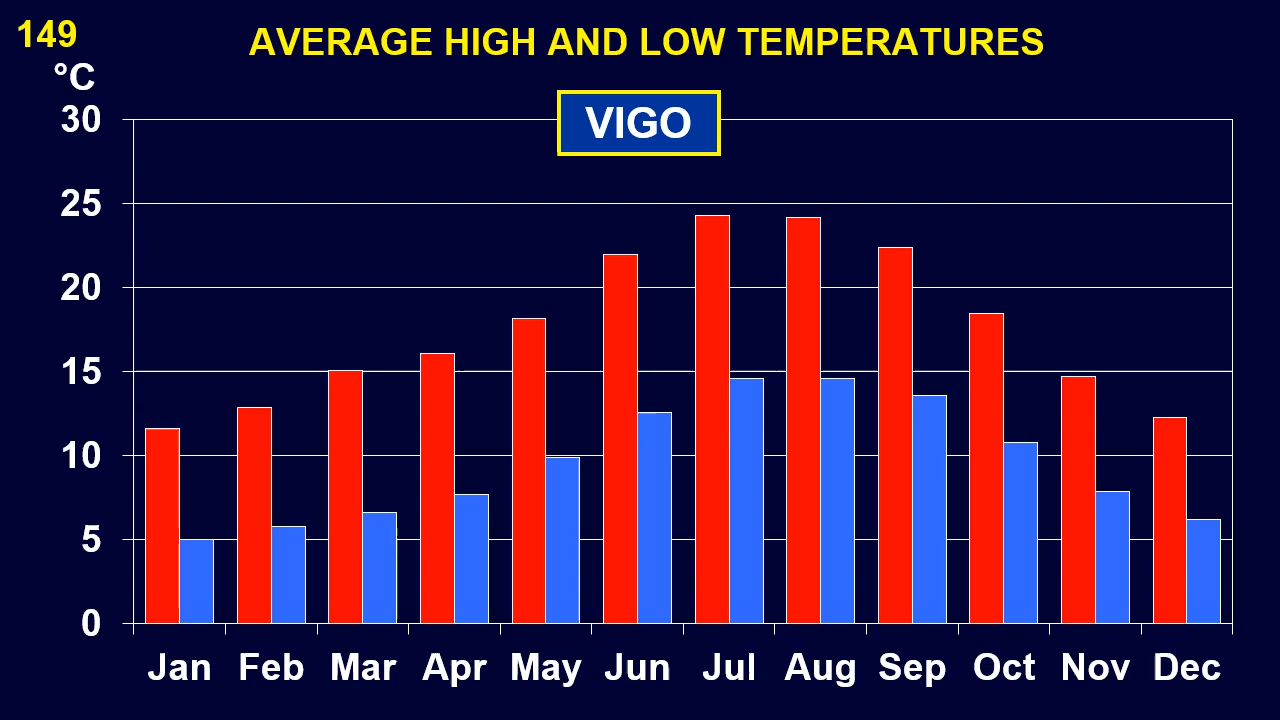 149
AVERAGE HIGH AND LOW TEMPERATURES
°C
VIGO
30
25
20
15
10
5
0
Jan Feb Mar Apr May Jun Jul Aug Sep Oct Nov Dec